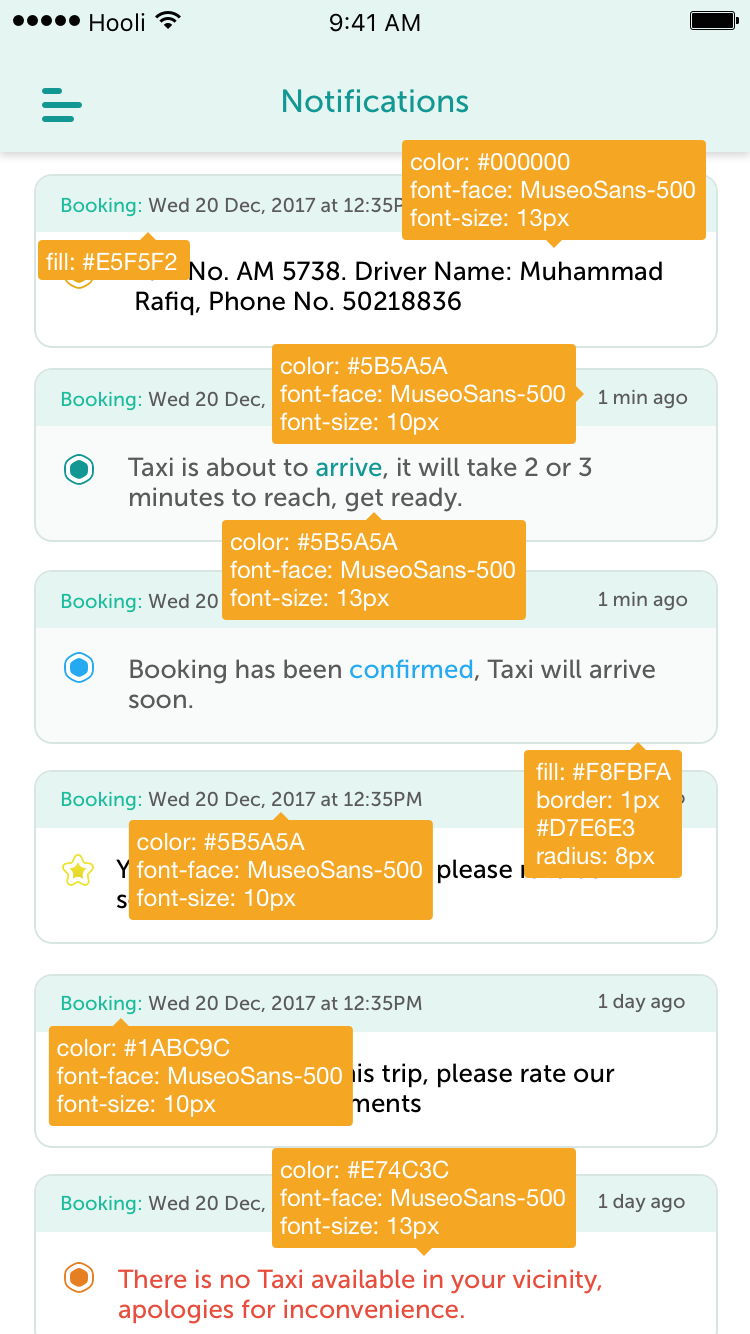 Hooli 9:41 AM
Notifications
color: #000000
font-face: MuseoSans-500
font-size: 13px
Booking: Wed 20 Dec, 2017 at 12:35P
fill: #E5F5F2
No. AM 5738. Driver Name: Muhammad
Rafiq, Phone No. 50218836
color: #5B5A5A
font-face: MuseoSans-500
font-size: 10px
Booking: Wed 20 Dec, 1 min ago
Taxi is about to arrive, it will take 2 or 3
minutes to reach, get ready.
color: #5B5A5A
font-face: MuseoSans-500
font-size: 13px
Booking: Wed 20 1 min ago
Booking has been confirmed, Taxi will arrive
soon.
fill: #F8FBFA
border: 1px
#D7E6E3
radius: 8px
Booking: Wed 20 Dec, 2017 at 12:35PM
color: #5B5A5A
font-face: MuseoSans-500
font-size: 10px
please
Booking: Wed 20 Dec, 2017 at 12:35PM 1 day ago
color: #1ABC9C
font-face: MuseoSans-500
font-size: 10px
is trip, please rate our
ments
color: #E74C3C
font-face: MuseoSans-500
font-size: 13px
Booking: Wed 20 Dec, 1 day ago
There is no Taxi available in your vicinity,
apologies for inconvenience.